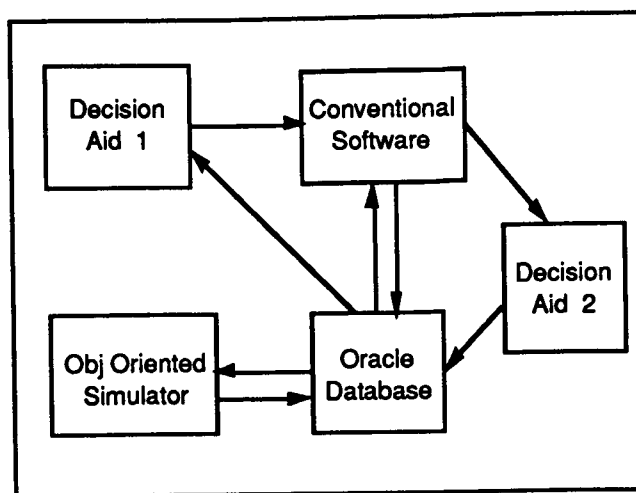 Decision
Aid 1
Conventional
Software
Decision
Aid 2
Obj Oriented
Simulator
Oracle
Database